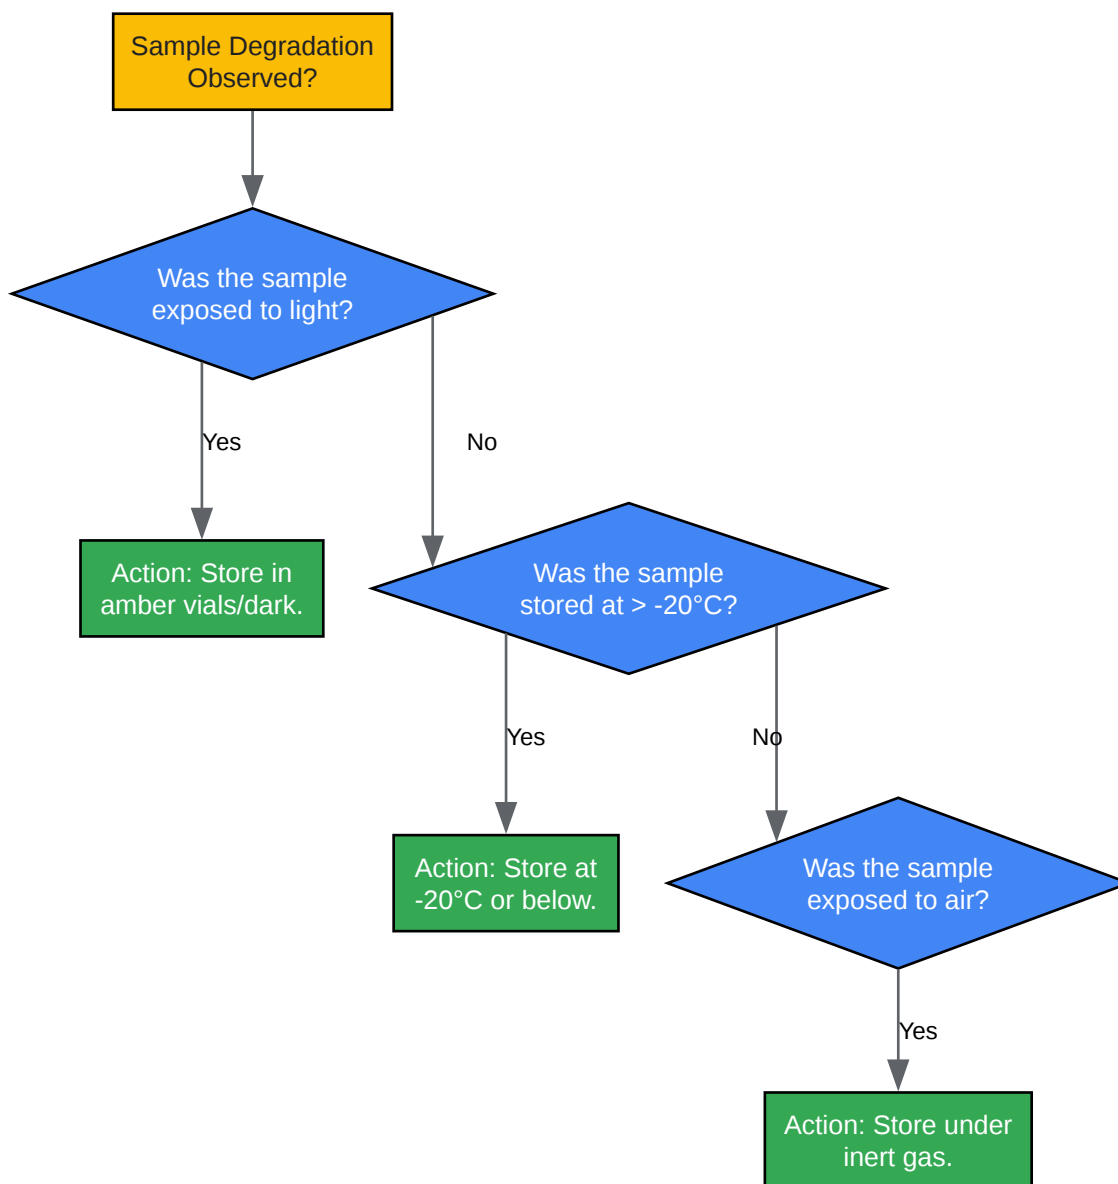 Sample Degradation
Observed?
Was the sample
exposed to light?
Yes
No
Action: Store in
amber vials/dark.
Was the sample
stored at > -20°C?
Yes
No
Action: Store at
-20°C or below.
Was the sample
exposed to air?
Yes
Action: Store under
inert gas.